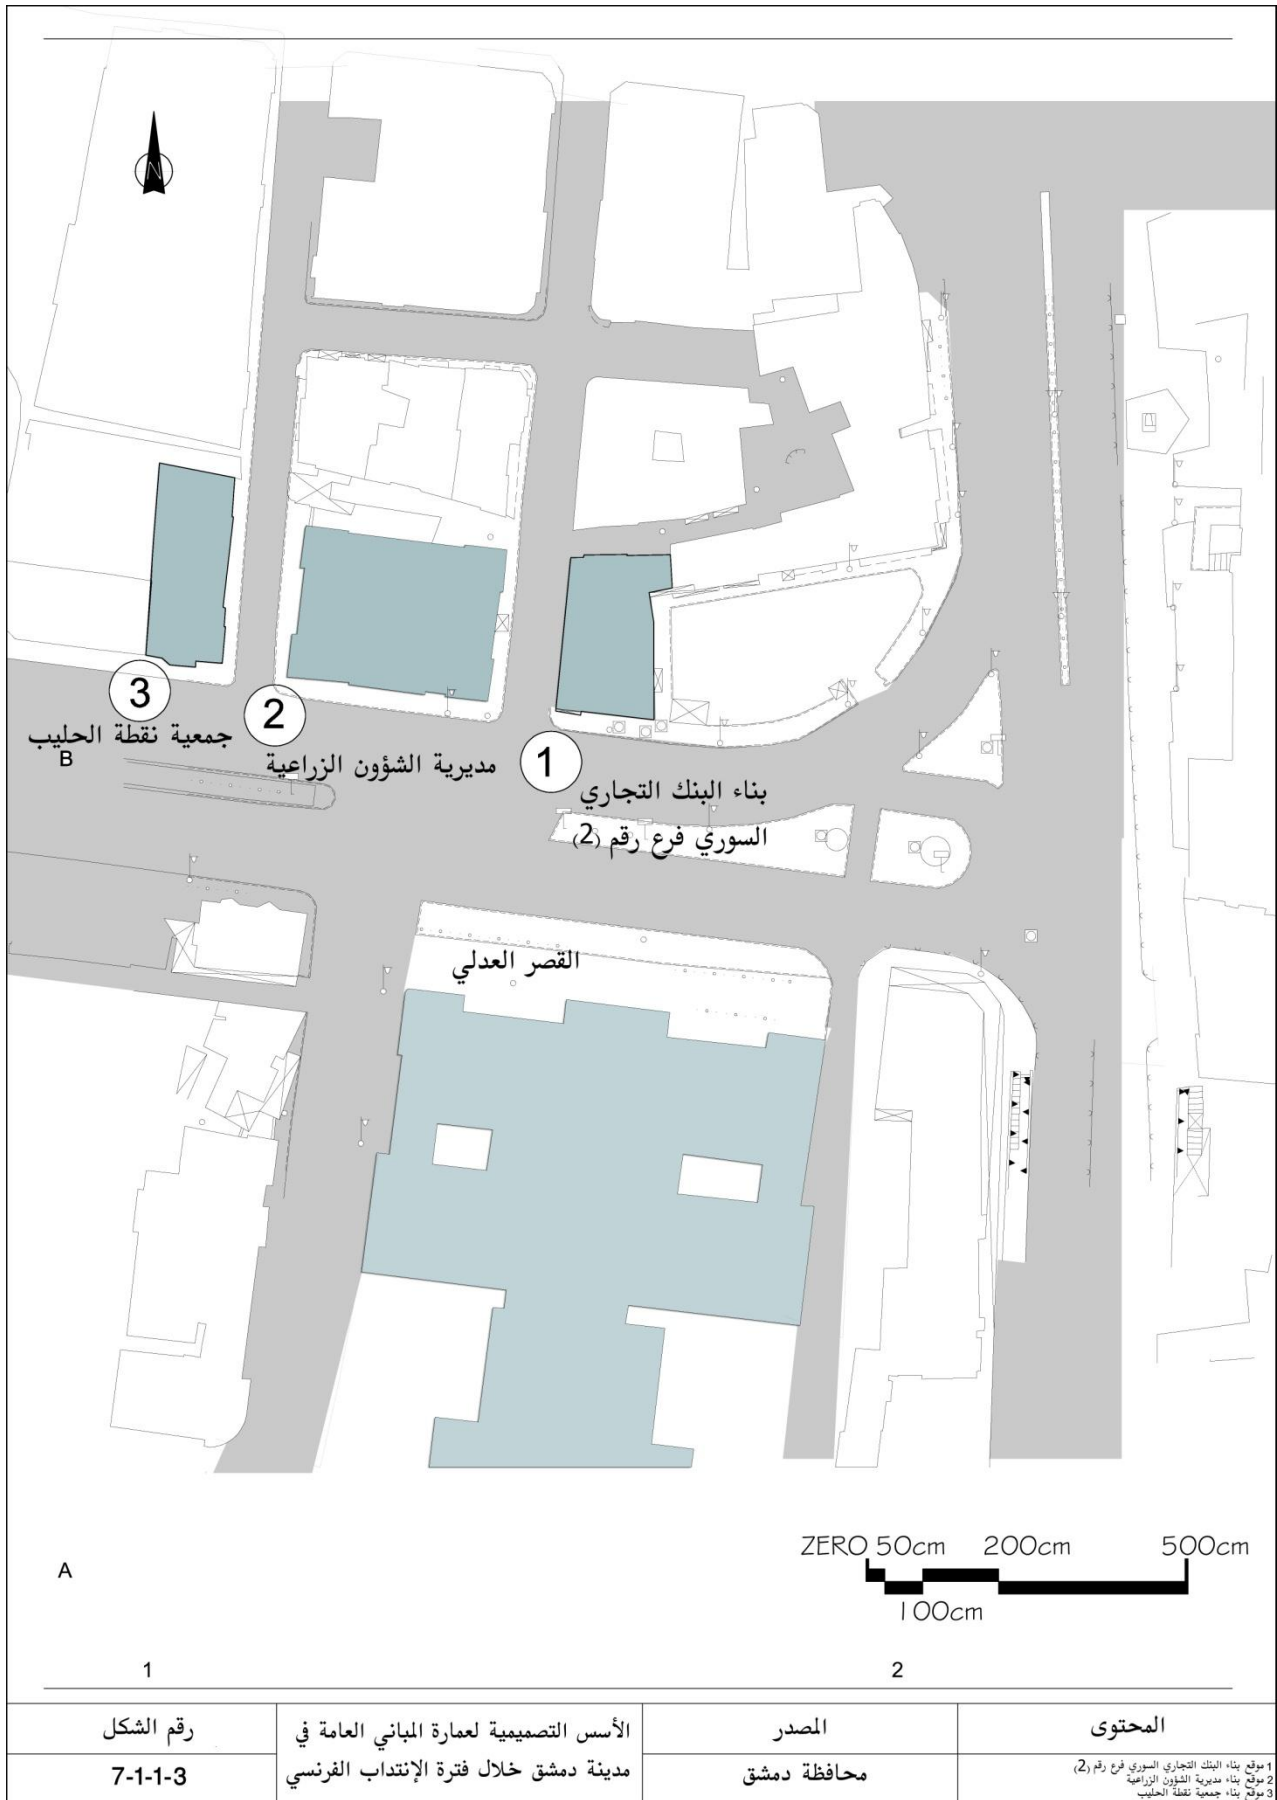 N
3
جمعية نقطة الحليب
B
2
مديرية الشؤون الزراعية
1
بناء البنك التجاري
السوري فرع رقم (2)
القصر العدلي
A
ZERO 50cm 200cm 500cm
100cm
1
2
المحتوى
1 موقع بناء البنك التجاري السوري فرع رقم (2)
2 موقع بناء مديرية الشؤون الزراعية
3 موقع بناء جمعية نقطة الحليب
المصدر
محافظة دمشق
الأسس التصميمية لعمارة المباني العامة في
مدينة دمشق خلال فترة الإنتداب الفرنسي
رقم الشكل
7-1-1-3